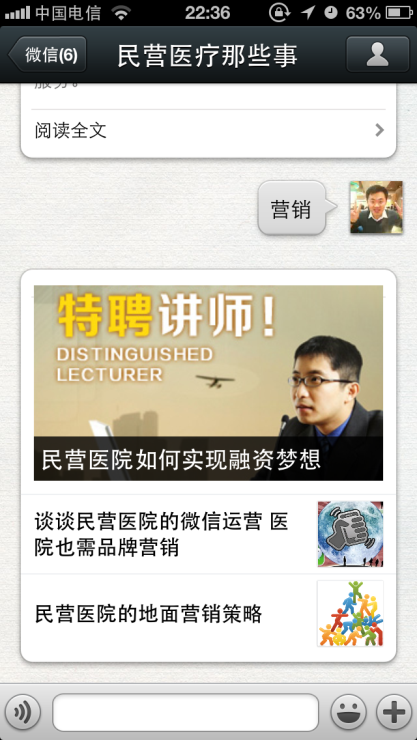 中国电信 22:36 63%
微信(6) 民营医疗那些事
服务。
阅读全文
营销
特聘讲师!
DISTINGUISHED
LECTURER
民营医院如何实现融资梦想
谈谈民营医院的微信运营 医
院也需品牌营销
民营医院的地面营销策略